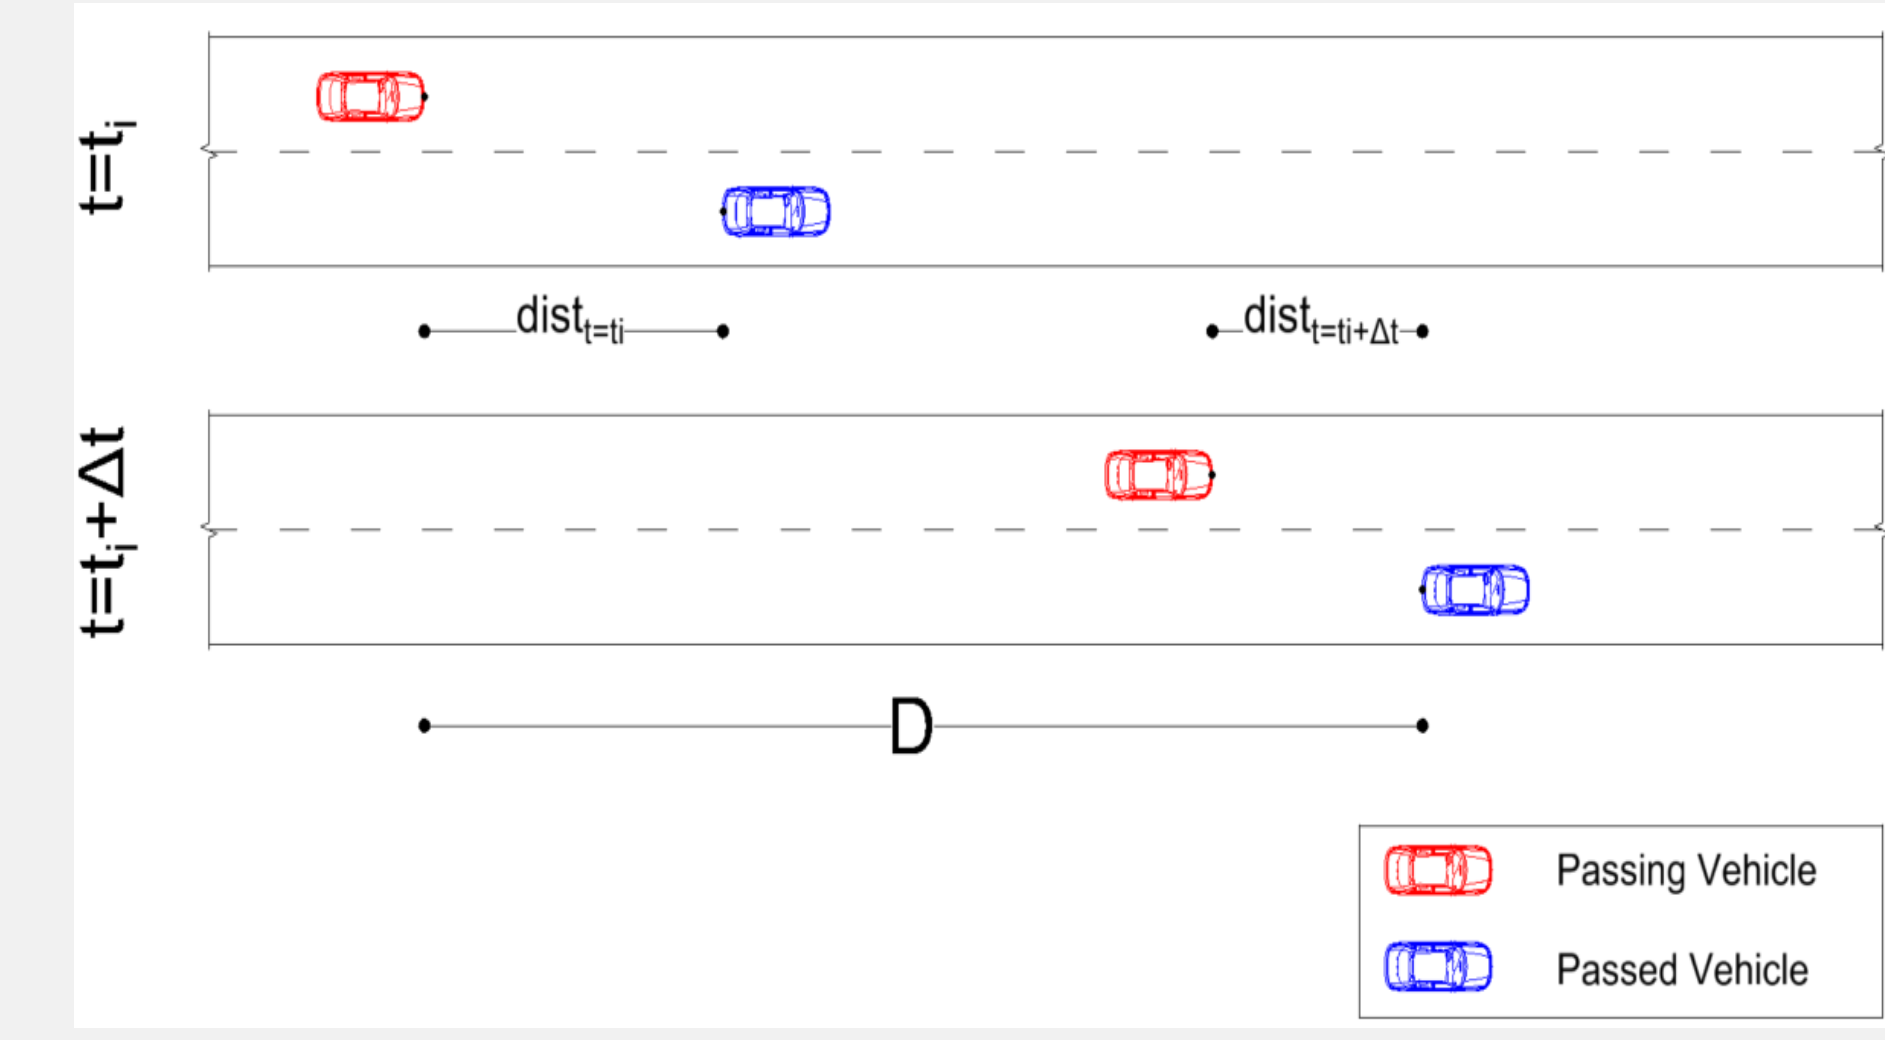 t=ti
dist t=ti
dist t=ti+Δt
t=ti+Δt
D
Passing Vehicle
Passed Vehicle